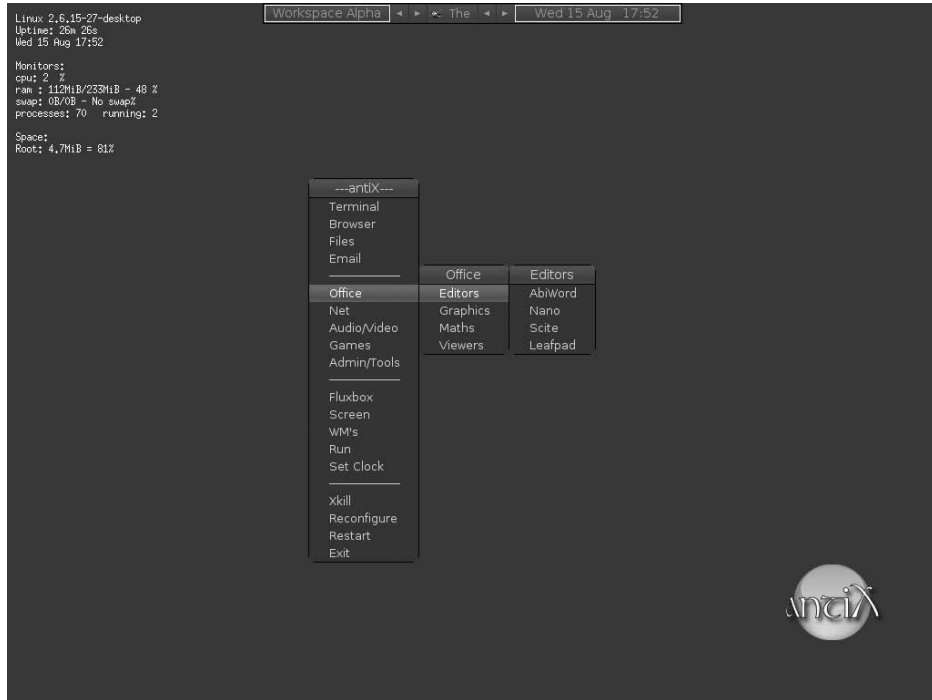 Linux 2.6.15-27-desktop
Uptime: 26m 26s
Wed 15 Aug 17:52
Monitors:
cpu: 2 %
ram : 112MiB/233MiB - 48 %
swap: 0B/0B - No swap%
processes: 70 running: 2
Space:
Root: 4.7MiB = 81%
Workspace Alpha The Wed 15 Aug 17:52
---antiX---
Terminal
Browser
Files
Email
Office
Net
Audio/Video
Games
Admin/Tools
Fluxbox
Screen
WM's
Run
Set Clock
Xkill
Reconfigure
Restart
Exit
Office
Editors
Graphics
Maths
Viewers
Editors
AbiWord
Nano
Scite
Leafpad
antiX